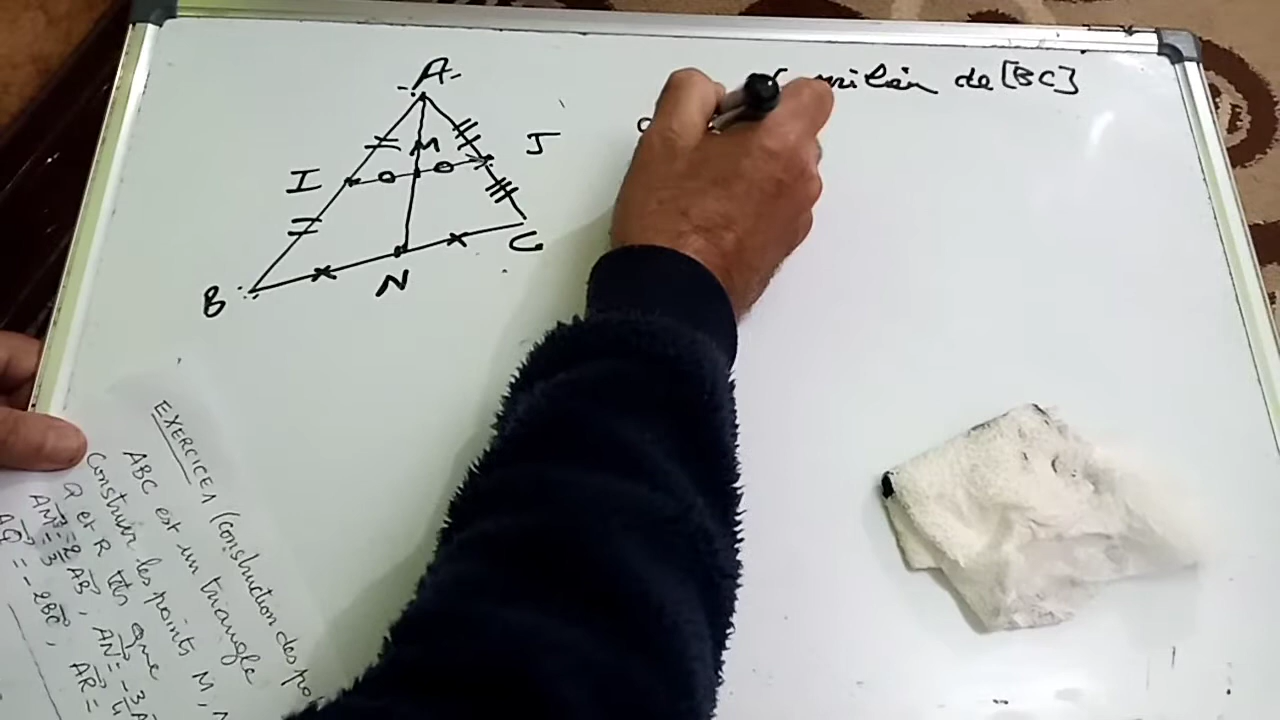 A
M
J
I
C
N
B
milieu de [BC]
EXERCICE 1 (Construction des
ABC est un triangle
Construire les points M,
Q et R tels que
AM = 2/3 AB, AN = -3/4
AQ = -2BC, AR =